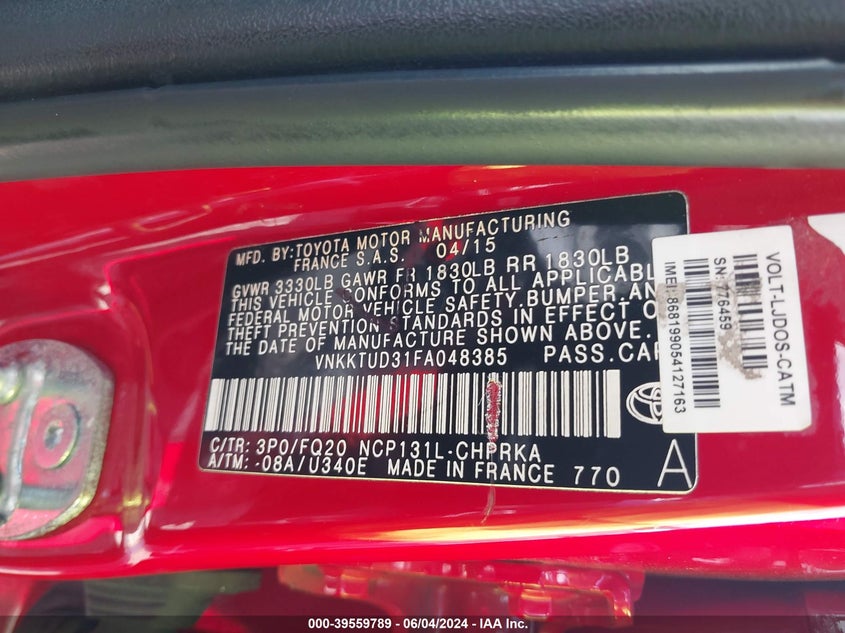 MFD. BY:TOYOTA MOTOR MANUFACTURING
FRANCE S.A.S. 04/15
GVWR 3330LB GAWR FR 1830LB RR 1830LB
THIS VEHICLE CONFORMS TO ALL APPLICABL
FEDERAL MOTOR VEHICLE SAFETY,BUMPER,AN
THEFT PREVENTION STANDARDS IN EFFECT ON
THE DATE OF MANUFACTURE SHOWN ABOVE.
VNKKTUD31FA048385 PASS.CAR
C/TR: 3P0/FQ20 NCP131L-CHPRKA
A/TM: -08A/U340E MADE IN FRANCE 770
A
VOLT-LJDOS-CATM
SN: 776459
IMEI: 868199054127163
000-39559789 - 06/04/2024 - IAA Inc.